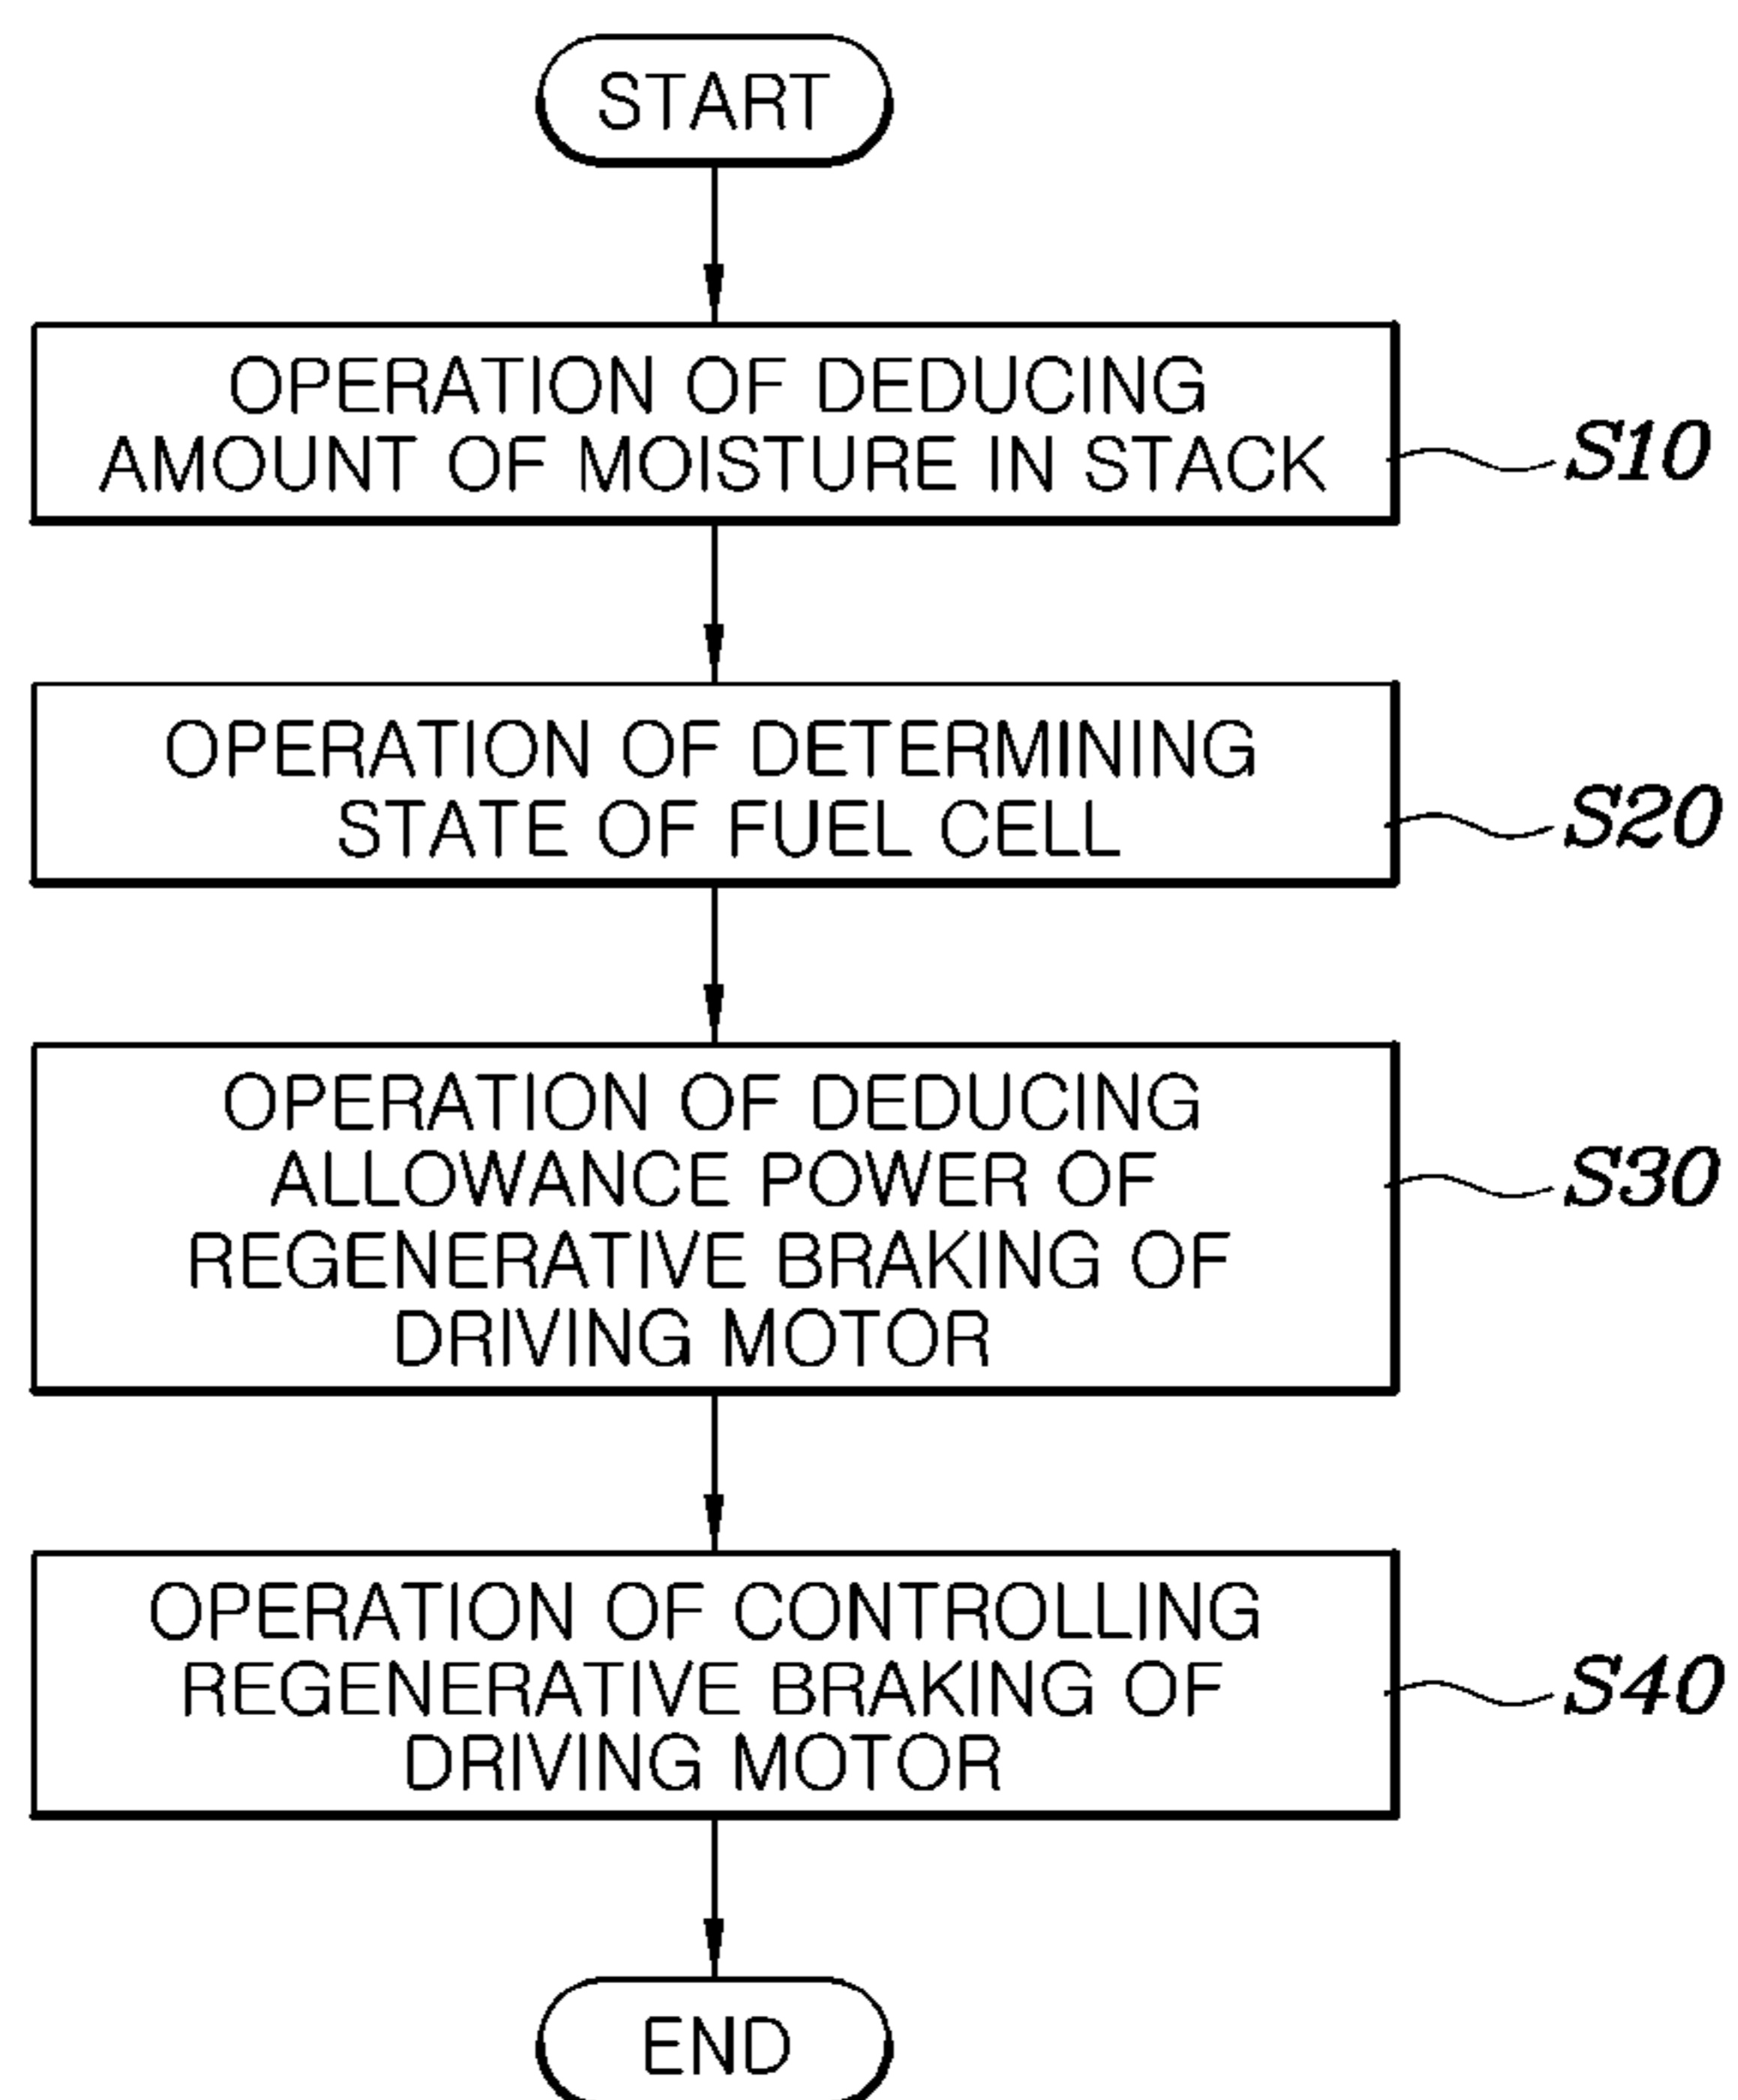 START
OPERATION OF DEDUCING
AMOUNT OF MOISTURE IN STACK
S10
OPERATION OF DETERMINING
STATE OF FUEL CELL
S20
OPERATION OF DEDUCING
ALLOWANCE POWER OF
REGENERATIVE BRAKING OF
DRIVING MOTOR
S30
OPERATION OF CONTROLLING
REGENERATIVE BRAKING OF
DRIVING MOTOR
S40
END